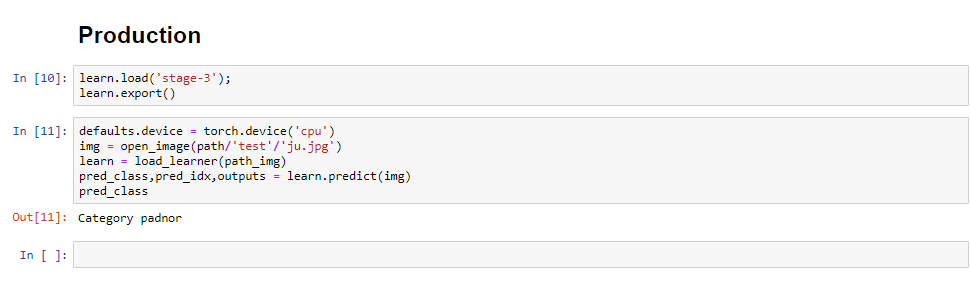 Production
In [10]: learn.load('stage-3');
learn.export()
In [11]: defaults.device = torch.device('cpu')
img = open_image(path/'test'/'ju.jpg')
learn = load_learner(path_img)
pred_class,pred_idx,outputs = learn.predict(img)
pred_class
Out[11]: Category padnor
In [ ]: